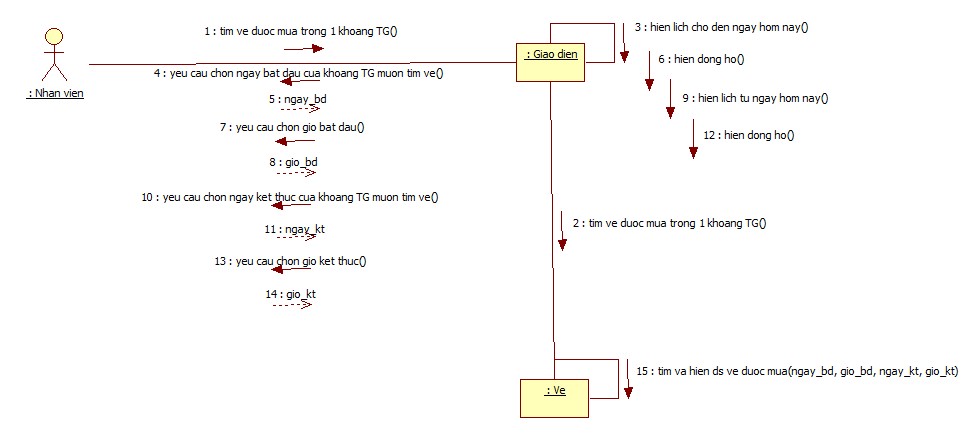 1 : tim ve duoc mua trong 1 khoang TG()
: Nhan vien
: Giao dien
3 : hien lich cho den ngay hom nay()
4 : yeu cau chon ngay bat dau cua khoang TG muon tim ve()
6 : hien dong ho()
5 : ngay_bd
9 : hien lich tu ngay hom nay()
7 : yeu cau chon gio bat dau()
12 : hien dong ho()
8 : gio_bd
10 : yeu cau chon ngay ket thuc cua khoang TG muon tim ve()
11 : ngay_kt
2 : tim ve duoc mua trong 1 khoang TG()
13 : yeu cau chon gio ket thuc()
14 : gio_kt
15 : tim va hien ds ve duoc mua(ngay_bd, gio_bd, ngay_kt, gio_kt)
: Ve